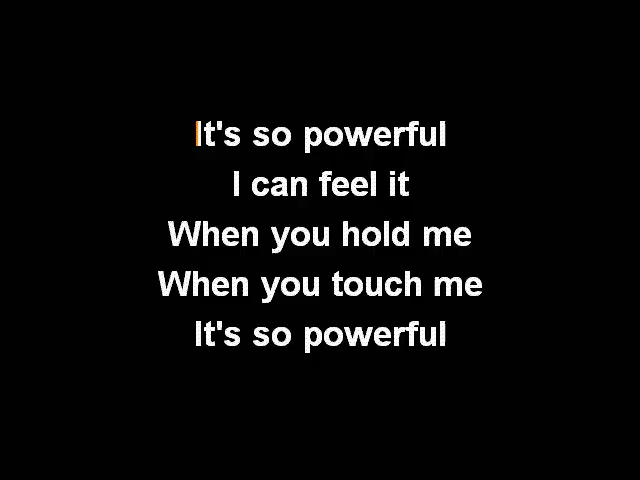 It's so powerful
I can feel it
When you hold me
When you touch me
It's so powerful